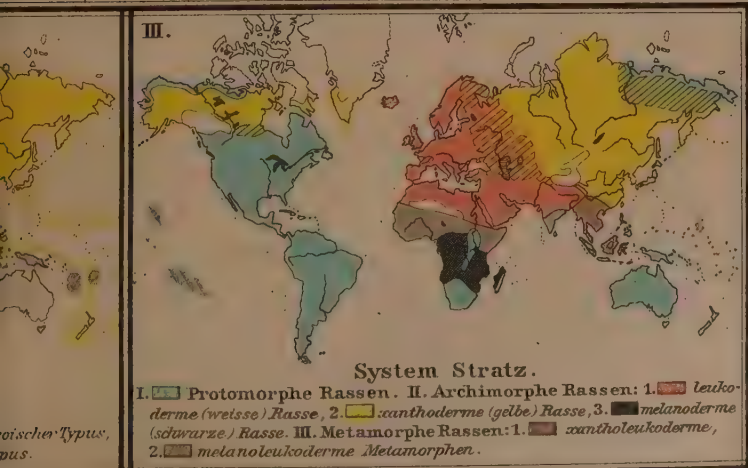 III.
System Stratz.
I. Protomorphe Rassen. II. Archimorphe Rassen: 1. leuko-
derme (weisse) Rasse, 2. xanthoderme (gelbe) Rasse, 3. melanoderme
(schwarze) Rasse. III. Metamorphe Rassen: 1. xantholeukoderme,
2. melanoleukoderme Metamorphen.
Typus,
pus.